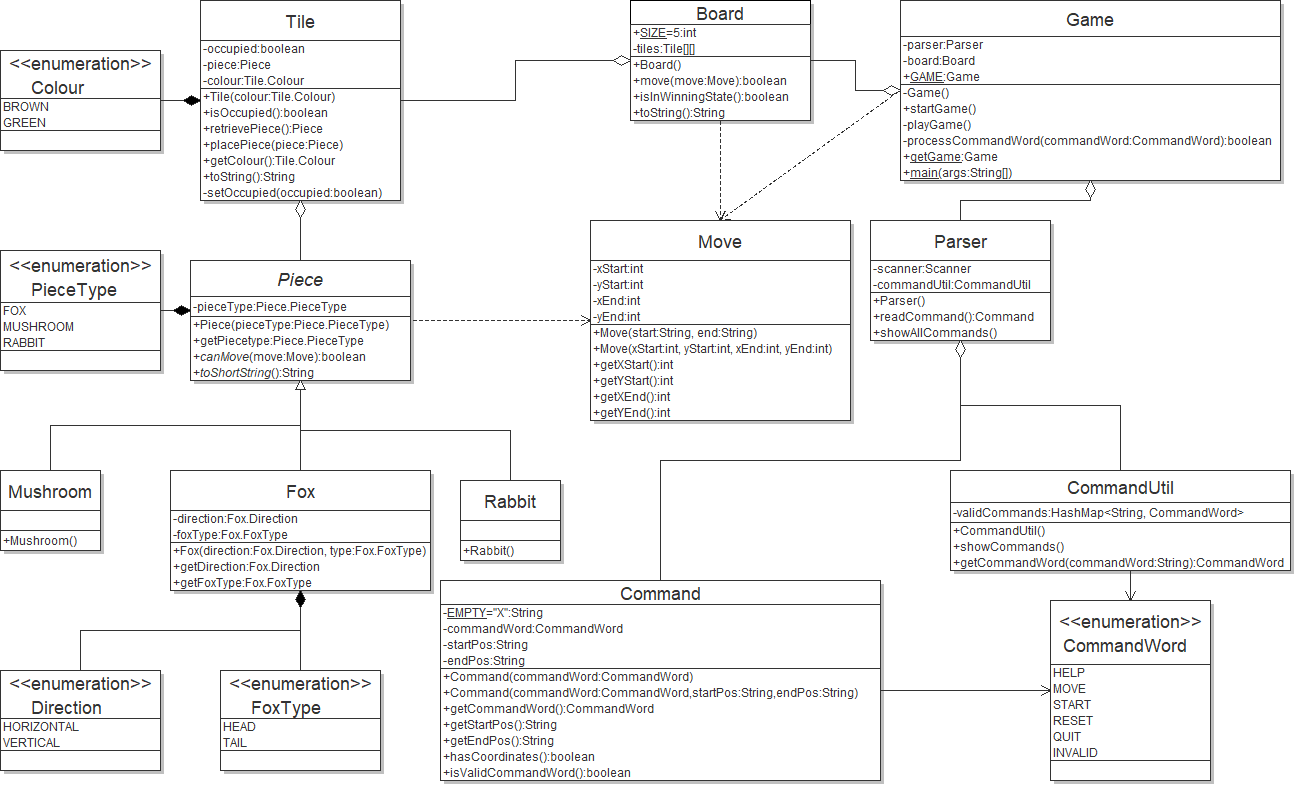 <<enumeration>>
Colour
BROWN
GREEN
Tile
-occupied:boolean
-piece:Piece
-colour:Tile.Colour
+Tile(colour:Tile.Colour)
+isOccupied():boolean
+retrievePiece():Piece
+placePiece(piece:Piece)
+getColour():Tile.Colour
+toString():String
-setOccupied(occupied:boolean)
Board
+SIZE=5:int
-tiles:Tile[][]
+Board()
+move(move:Move):boolean
+isInWinningState():boolean
+toString():String
Game
-parser:Parser
-board:Board
+GAME:Game
-Game()
+startGame()
-playGame()
-processCommandWord(commandWord:CommandWord):boolean
+getGame:Game
+main(args:String[])
<<enumeration>>
PieceType
FOX
MUSHROOM
RABBIT
Piece
-pieceType:Piece.PieceType
+Piece(pieceType:Piece.PieceType)
+getPiecetype:Piece.PieceType
+canMove(move:Move):boolean
+toShortString():String
Move
-xStart:int
-yStart:int
-xEnd:int
-yEnd:int
+Move(start:String, end:String)
+Move(xStart:int, yStart:int, xEnd:int, yEnd:int)
+getXStart():int
+getYStart():int
+getXEnd():int
+getYEnd():int
Parser
-scanner:Scanner
-commandUtil:CommandUtil
+Parser()
+readCommand():Command
+showAllCommands()
Mushroom
+Mushroom()
Fox
-direction:Fox.Direction
-foxType:Fox.FoxType
+Fox(direction:Fox.Direction, type:Fox.FoxType)
+getDirection:Fox.Direction
+getFoxType:Fox.FoxType
Rabbit
+Rabbit()
CommandUtil
-validCommands:HashMap<String, CommandWord>
+CommandUtil()
+showCommands()
+getCommandWord(commandWord:String):CommandWord
<<enumeration>>
Direction
HORIZONTAL
VERTICAL
<<enumeration>>
FoxType
HEAD
TAIL
Command
-EMPTY="X":String
-commandWord:CommandWord
-startPos:String
-endPos:String
+Command(commandWord:CommandWord)
+Command(commandWord:CommandWord,startPos:String,endPos:String)
+getCommandWord():CommandWord
+getStartPos():String
+getEndPos():String
+hasCoordinates():boolean
+isValidCommandWord():boolean
<<enumeration>>
CommandWord
HELP
MOVE
START
RESET
QUIT
INVALID